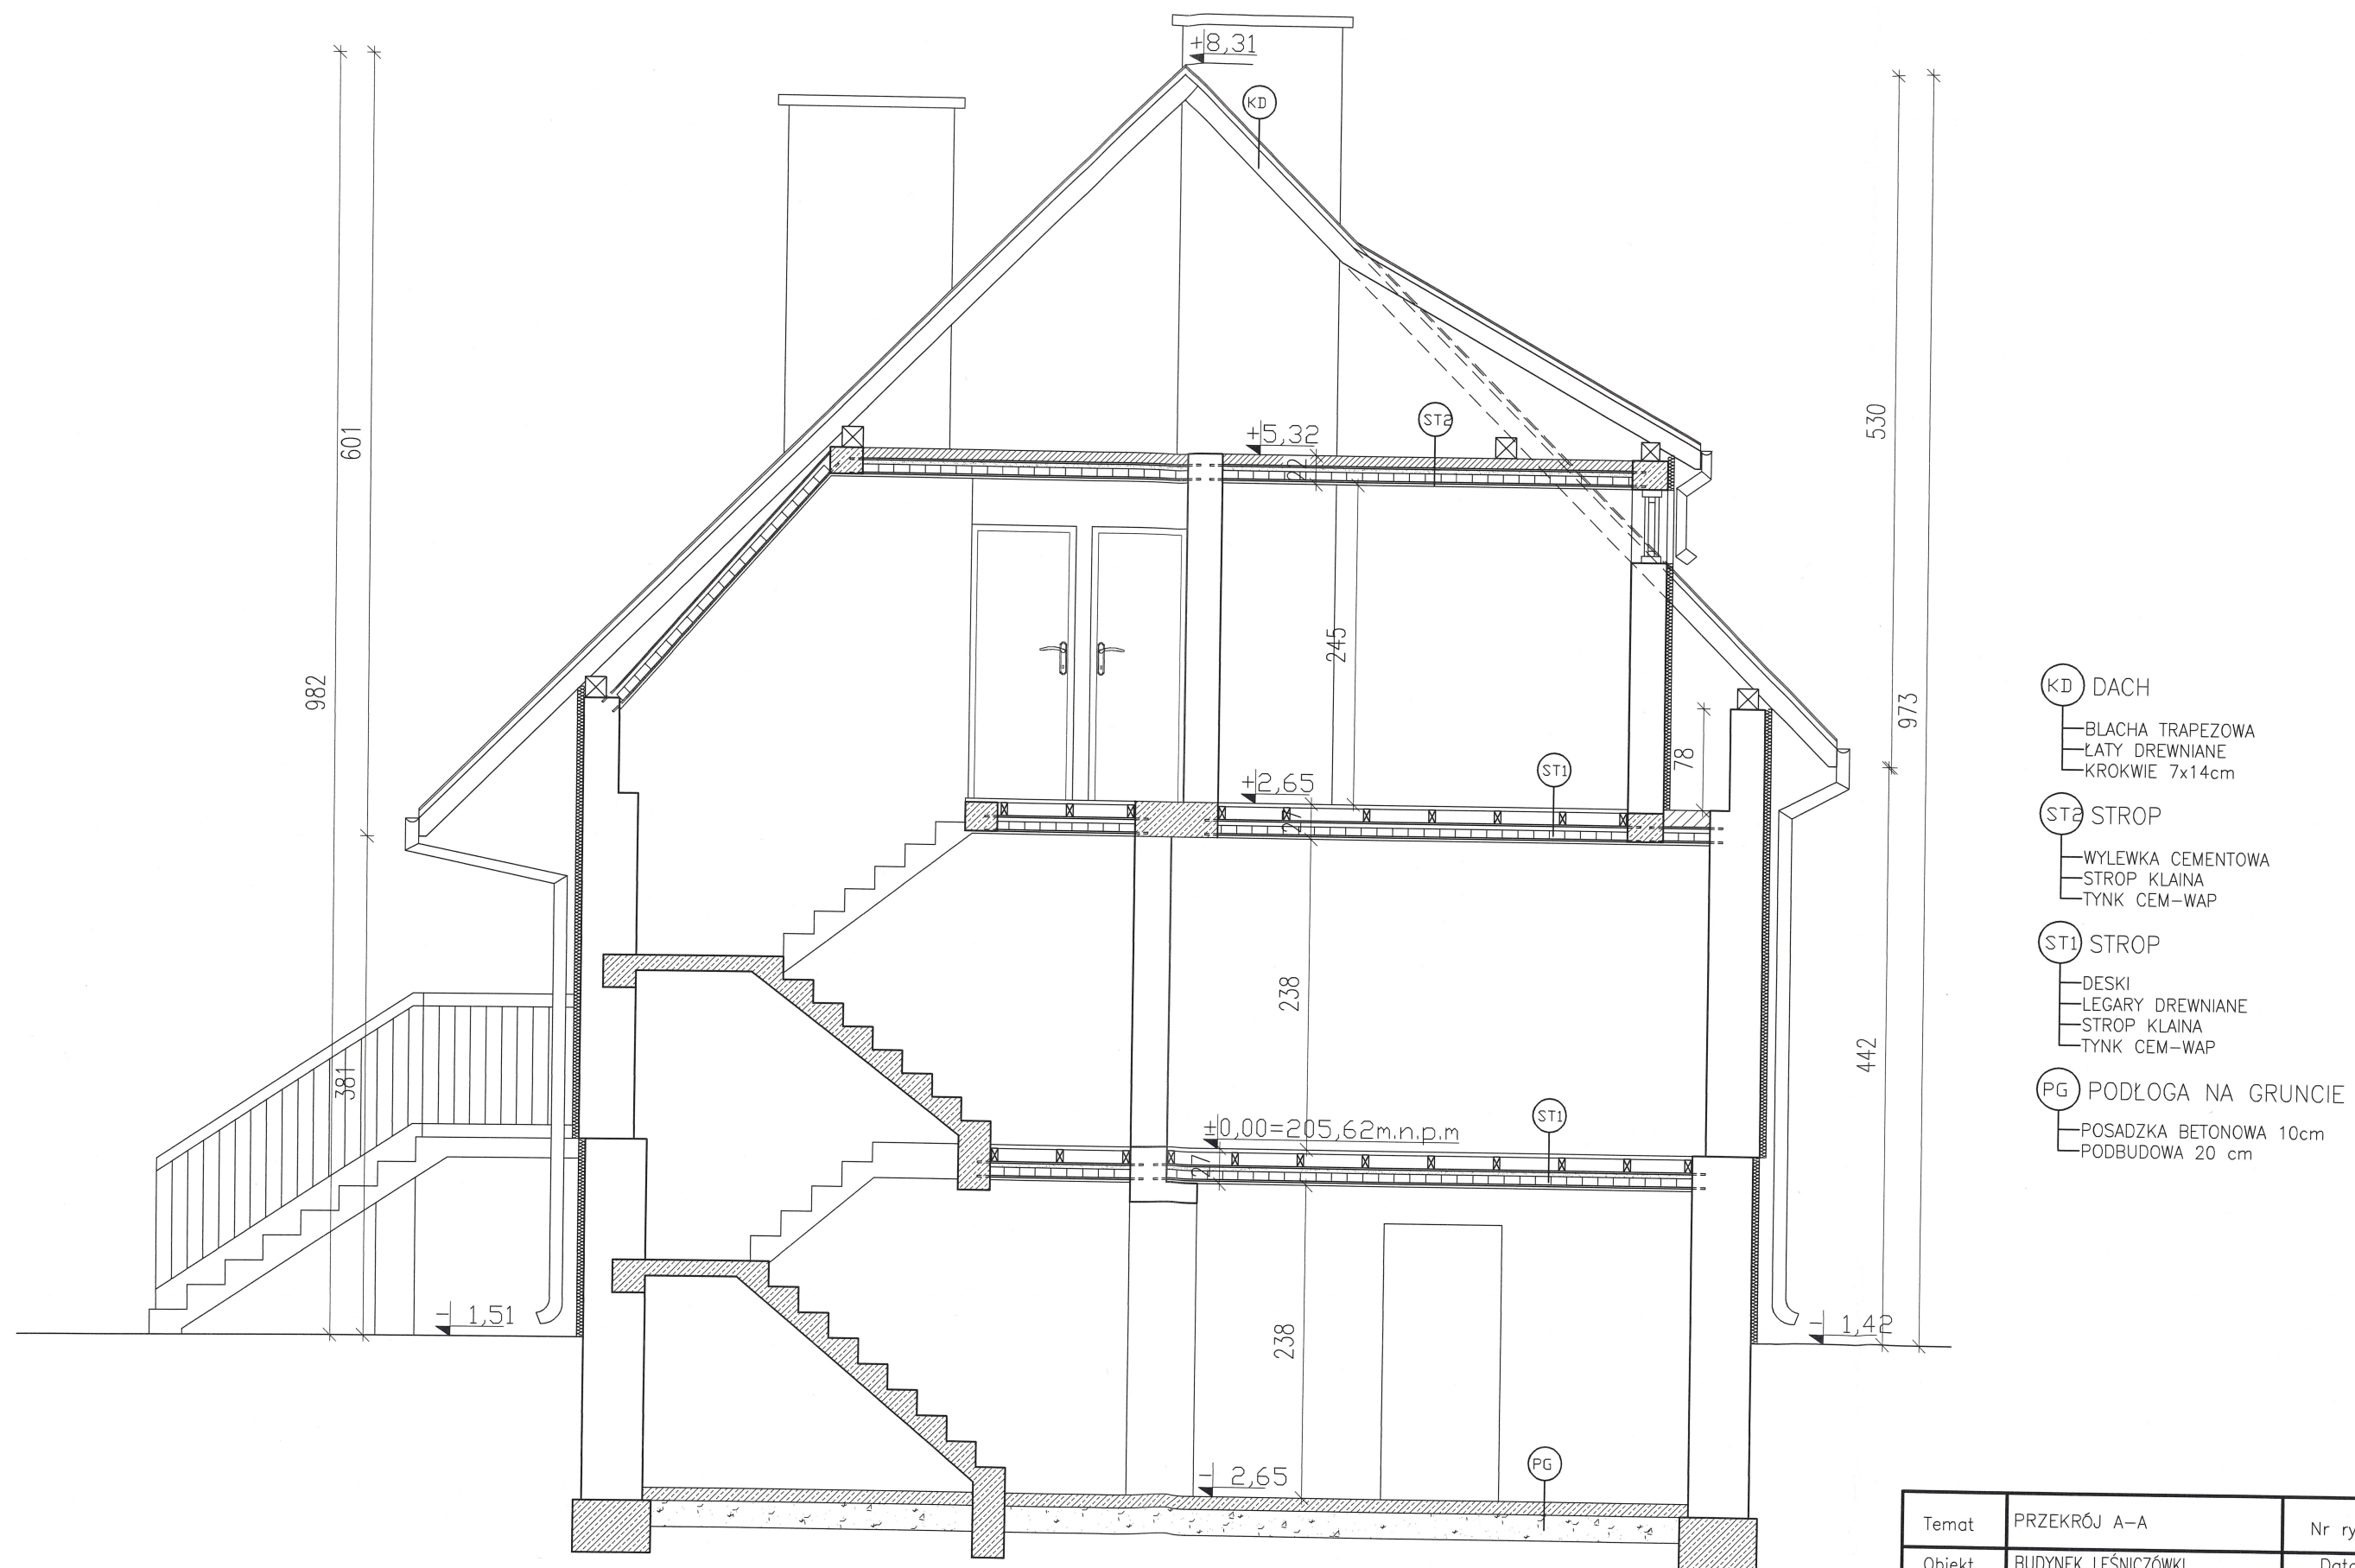 +8,31
KD
601
982
530
973
+5,32
ST2
22
245
78
+2,65
ST1
27
238
381
442
±0,00=205,62m.n.p.m
ST1
27
- 1,51
- 1,42
238
- 2,65
PG
KD DACH
BLACHA TRAPEZOWA
ŁATY DREWNIANE
KROKWIE 7x14cm
ST2 STROP
WYLEWKA CEMENTOWA
STROP KLAINA
TYNK CEM-WAP
ST1 STROP
DESKI
LEGARY DREWNIANE
STROP KLAINA
TYNK CEM-WAP
PG PODŁOGA NA GRUNCIE
POSADZKA BETONOWA 10cm
PODBUDOWA 20 cm
Temat PRZEKRÓJ A-A Nr ry
Obiekt BUDYNEK LEŚNICZÓWKI Data